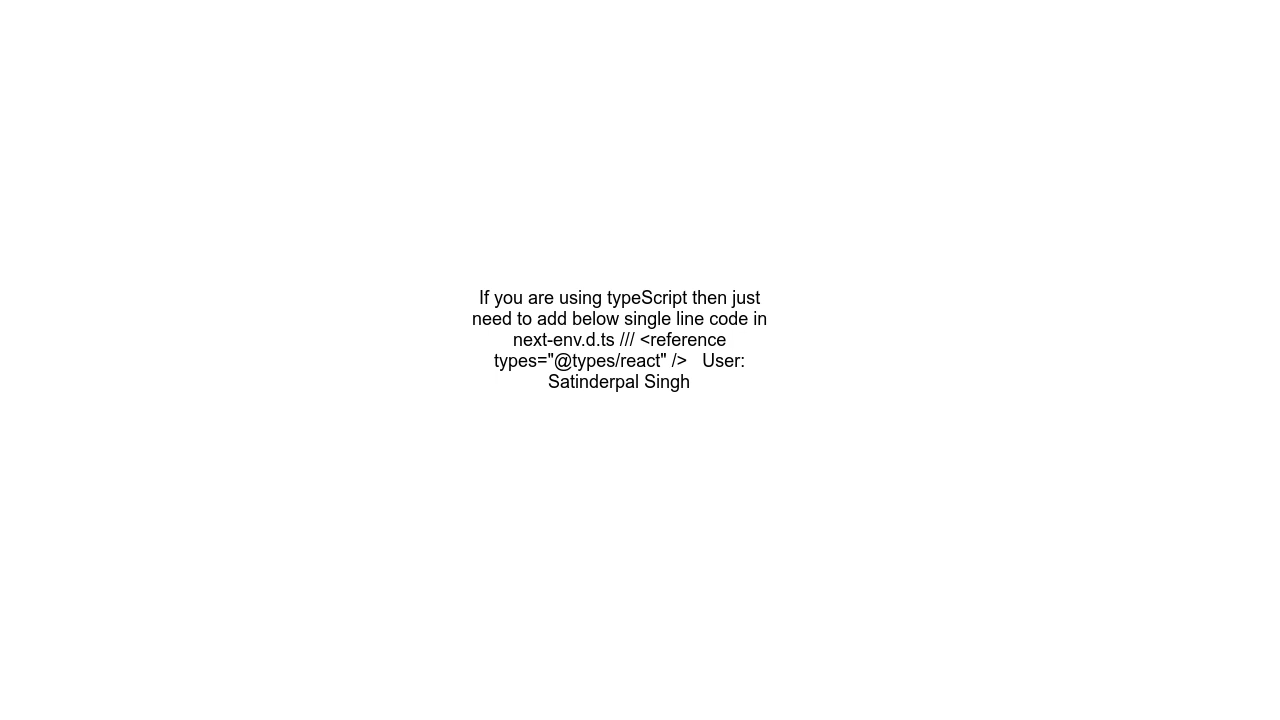 If you are using typeScript then just
need to add below single line code in
next-env.d.ts /// <reference
types="@types/react" />   User:
Satinderpal Singh